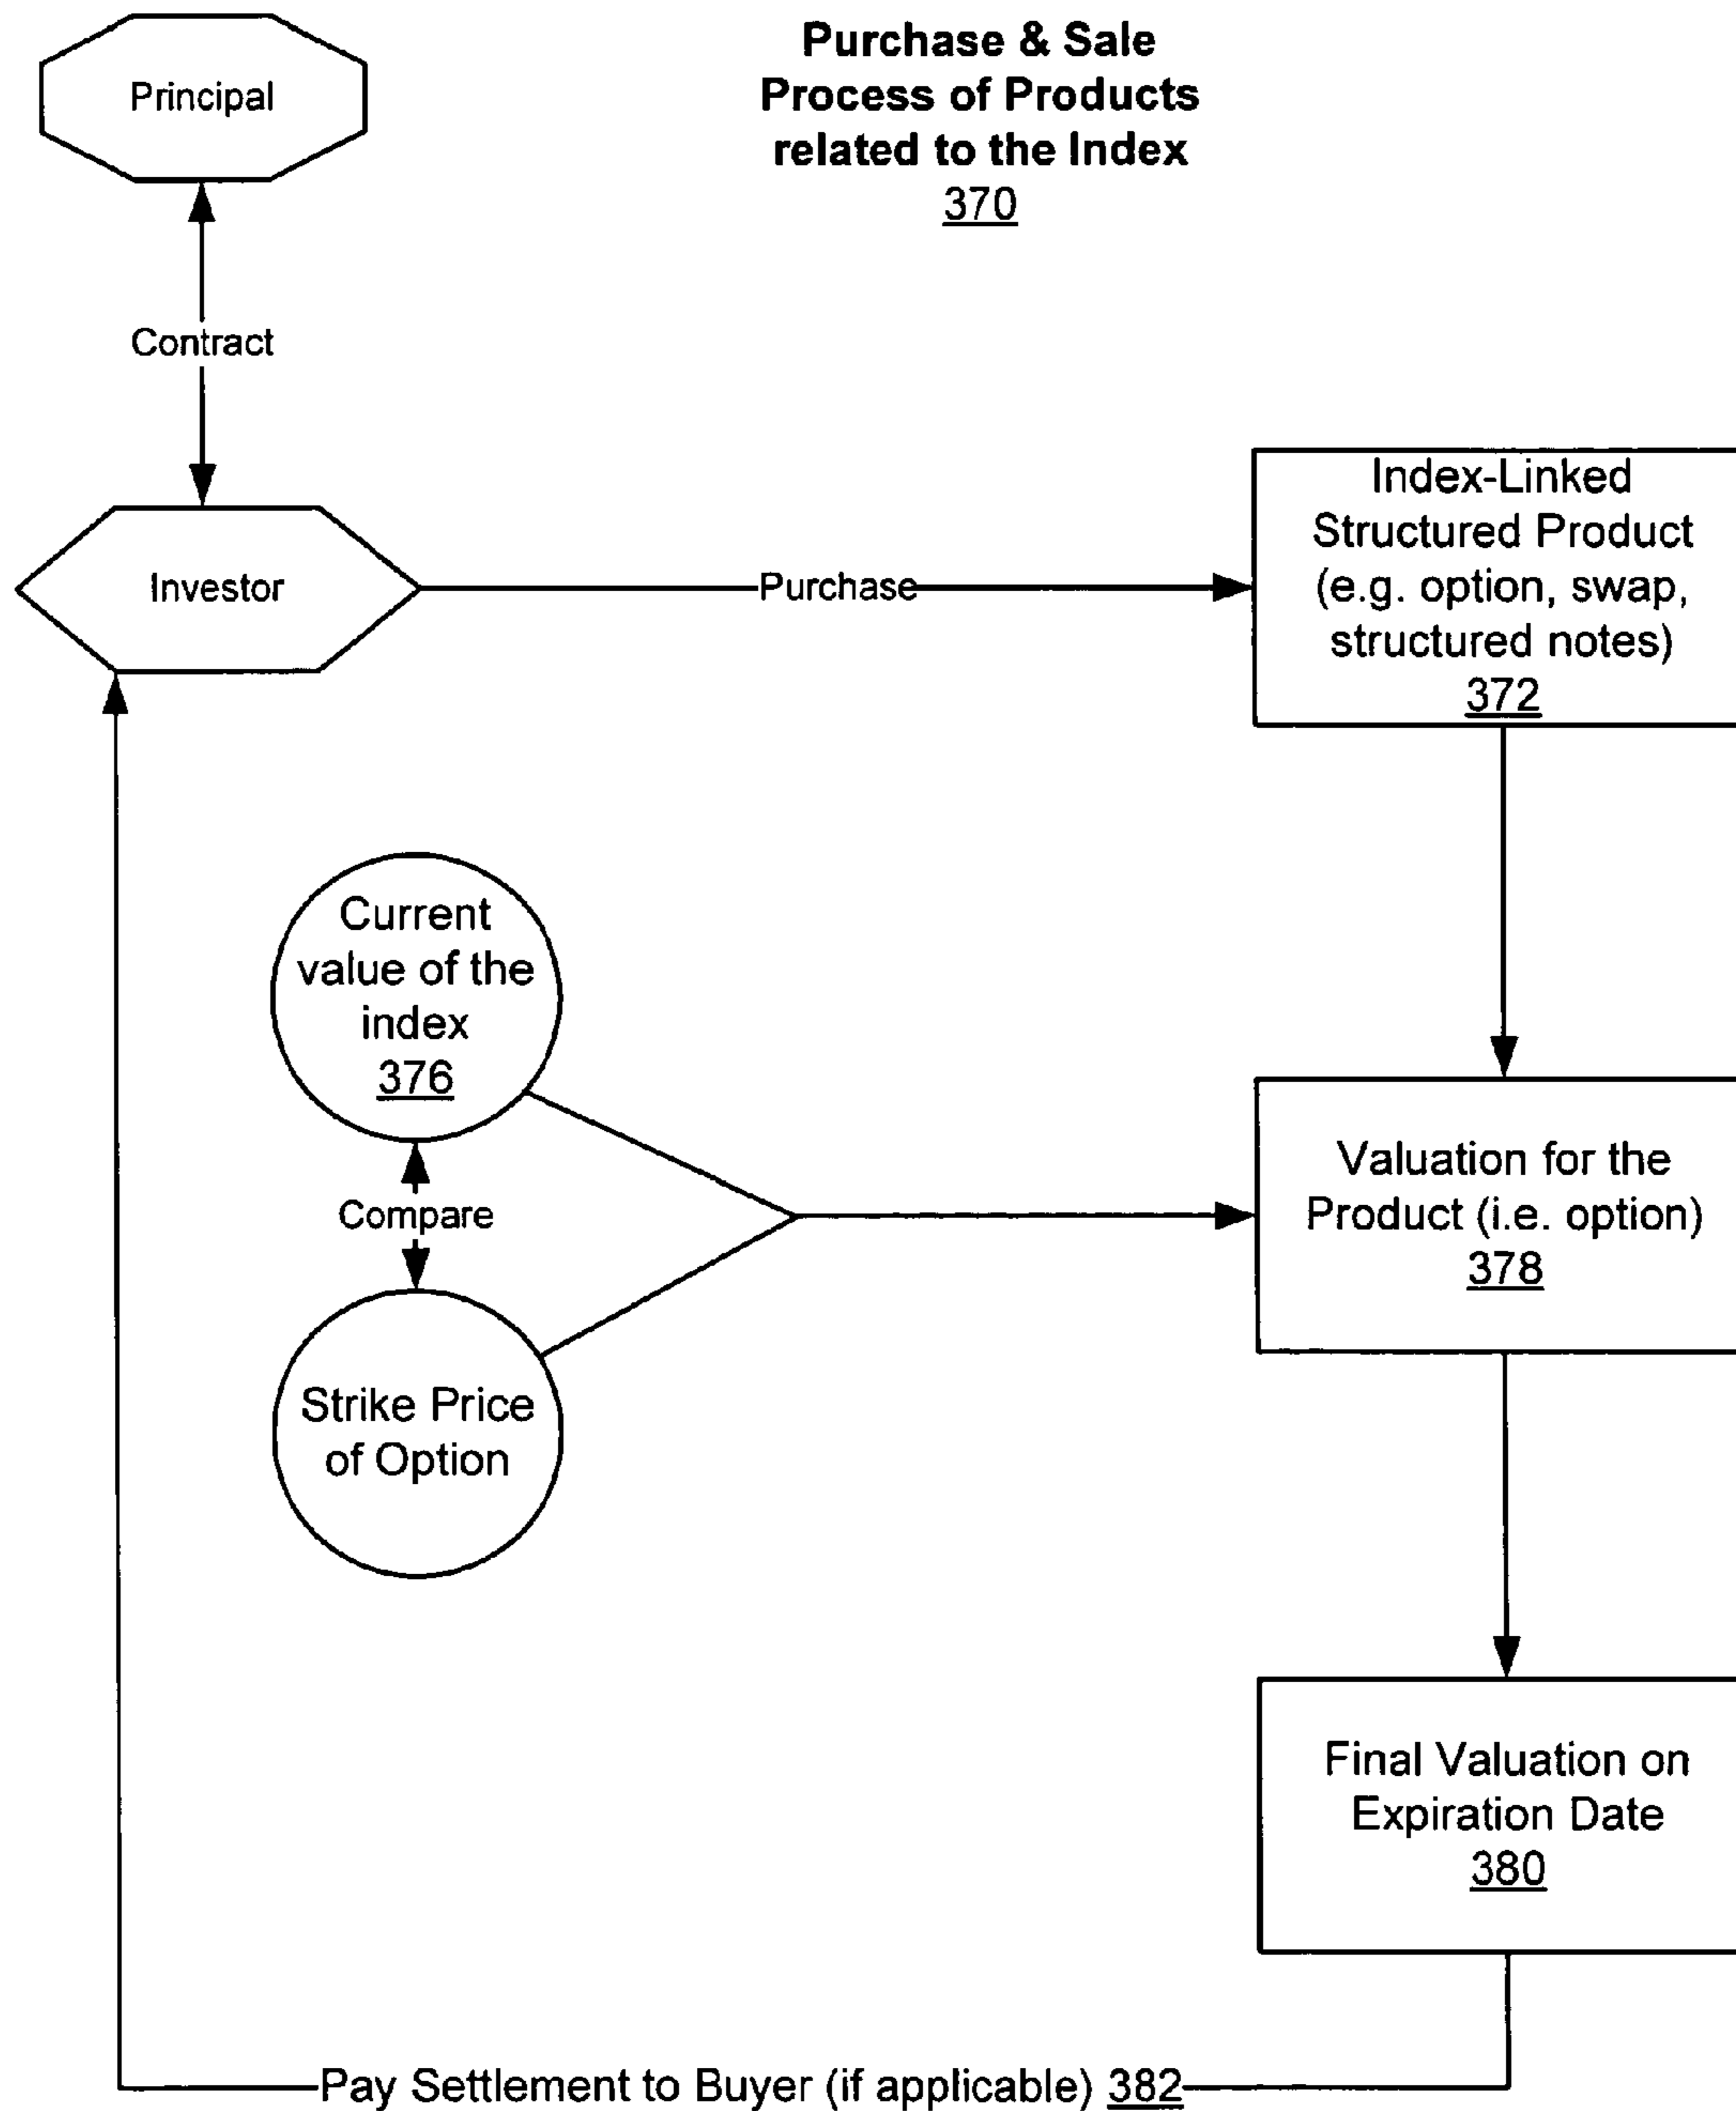 Principal
Purchase & Sale
Process of Products
related to the Index
370
Contract
Investor
Purchase
Index-Linked
Structured Product
(e.g. option, swap,
structured notes)
372
Current
value of the
index
376
Compare
Strike Price
of Option
Valuation for the
Product (i.e. option)
378
Final Valuation on
Expiration Date
380
Pay Settlement to Buyer (if applicable) 382